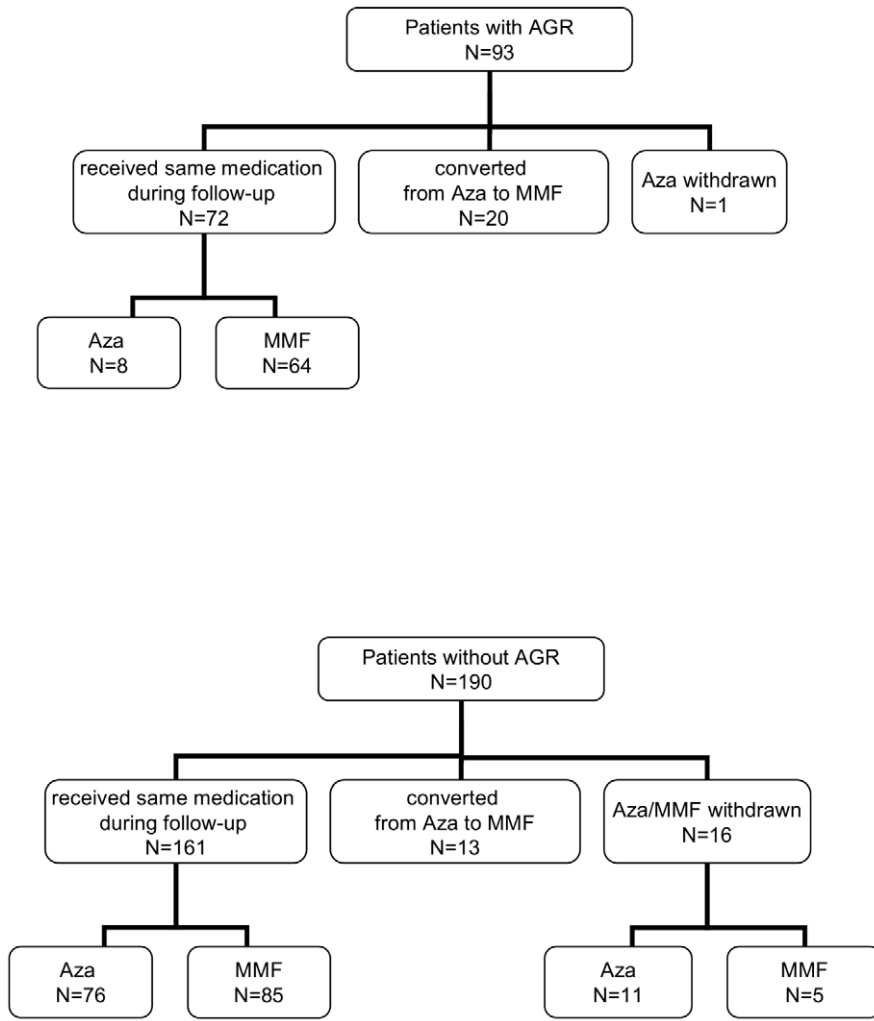 Patients with AGR
N=93
received same medication
during follow-up
N=72
converted
from Aza to MMF
N=20
Aza withdrawn
N=1
Aza
N=8
MMF
N=64
Patients without AGR
N=190
received same medication
during follow-up
N=161
converted
from Aza to MMF
N=13
Aza/MMF withdrawn
N=16
Aza
N=76
MMF
N=85
Aza
N=11
MMF
N=5